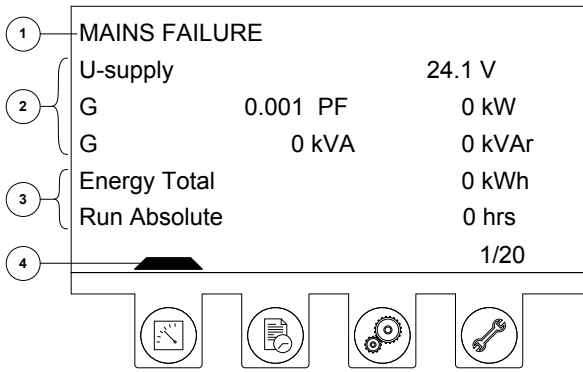 1 MAINS FAILURE
U-supply 24.1 V
2 G 0.001 PF 0 kW
G 0 kVA 0 kVAr
3 Energy Total 0 kWh
Run Absolute 0 hrs
4 1/20